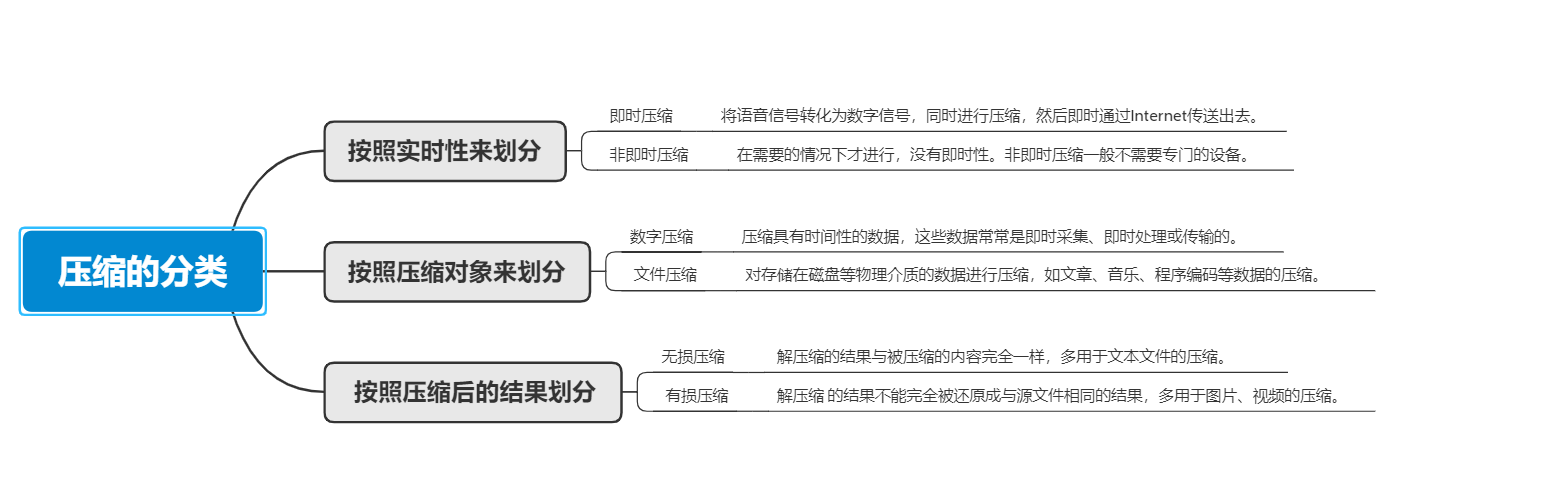 压缩的分类
按照实时性来划分
即时压缩
将语音信号转化为数字信号，同时进行压缩，然后即时通过Internet传送出去。
非即时压缩
在需要的情况下才进行，没有即时性。非即时压缩一般不需要专门的设备。
按照压缩对象来划分
数字压缩
压缩具有时间性的数据，这些数据常常是即时采集、即时处理或传输的。
文件压缩
对存储在磁盘等物理介质的数据进行压缩，如文章、音乐、程序编码等数据的压缩。
按照压缩后的结果划分
无损压缩
解压缩的结果与被压缩的内容完全一样，多用于文本文件的压缩。
有损压缩
解压缩 的结果不能完全被还原成与源文件相同的结果，多用于图片、视频的压缩。